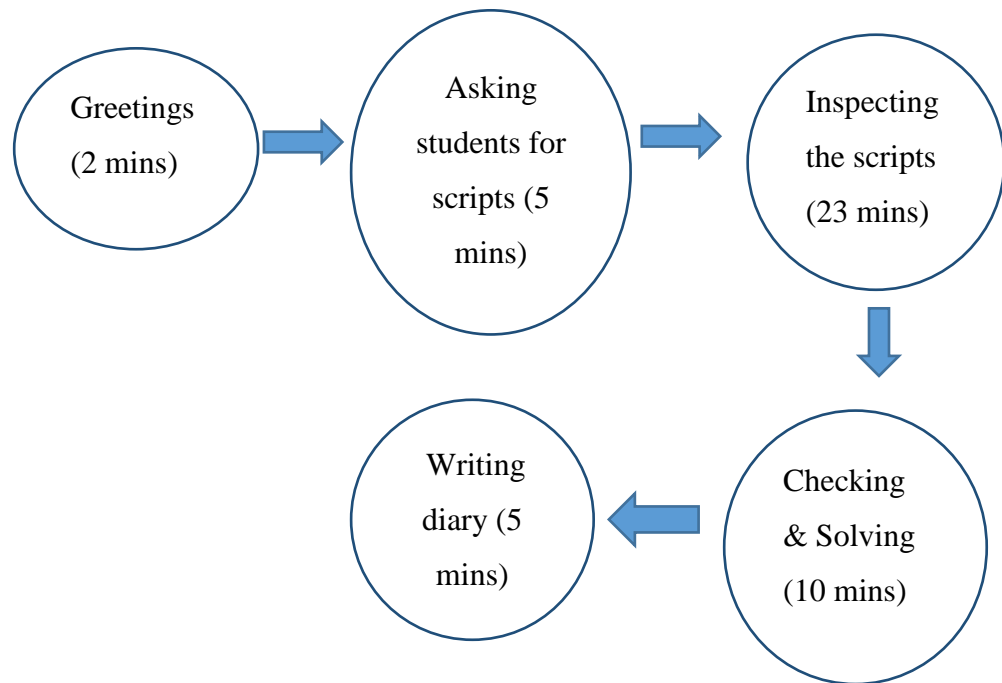 Greetings
(2 mins)
Asking
students for
scripts (5
mins)
Inspecting
the scripts
(23 mins)
Checking
& Solving
(10 mins)
Writing
diary (5
mins)